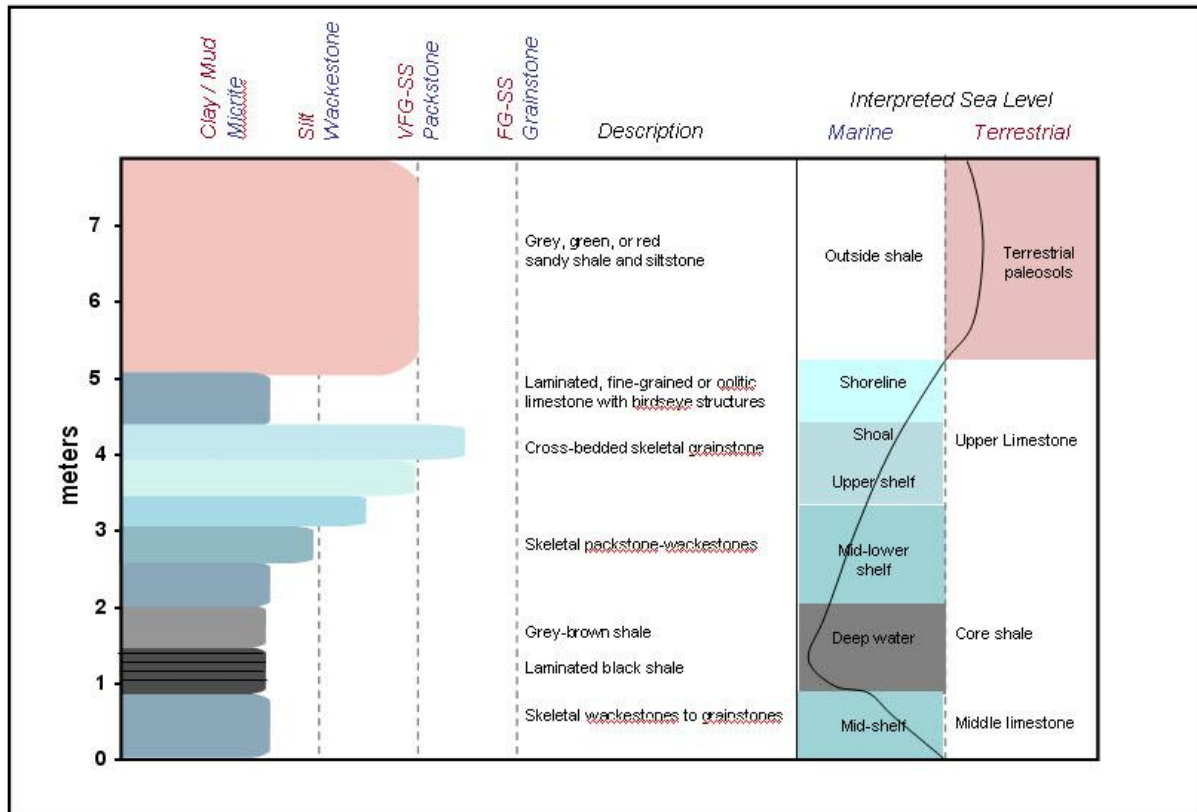 Clay / Mud
Micrite
Silt
Wackestone
VFG-SS
Packstone
FG-SS
Grainstone
Description
Interpreted Sea Level
Marine
Terrestrial
meters
7
6
5
4
3
2
1
0
Grey, green, or red
sandy shale and siltstone
Outside shale
Terrestrial
paleosols
Laminated, fine-grained or oolitic
limestone with birdseye structures
Shoreline
Cross-bedded skeletal grainstone
Shoal
Upper Limestone
Upper shelf
Skeletal packstone-wackestones
Mid-lower
shelf
Grey-brown shale
Deep water
Core shale
Laminated black shale
Skeletal wackestones to grainstones
Mid-shelf
Middle limestone